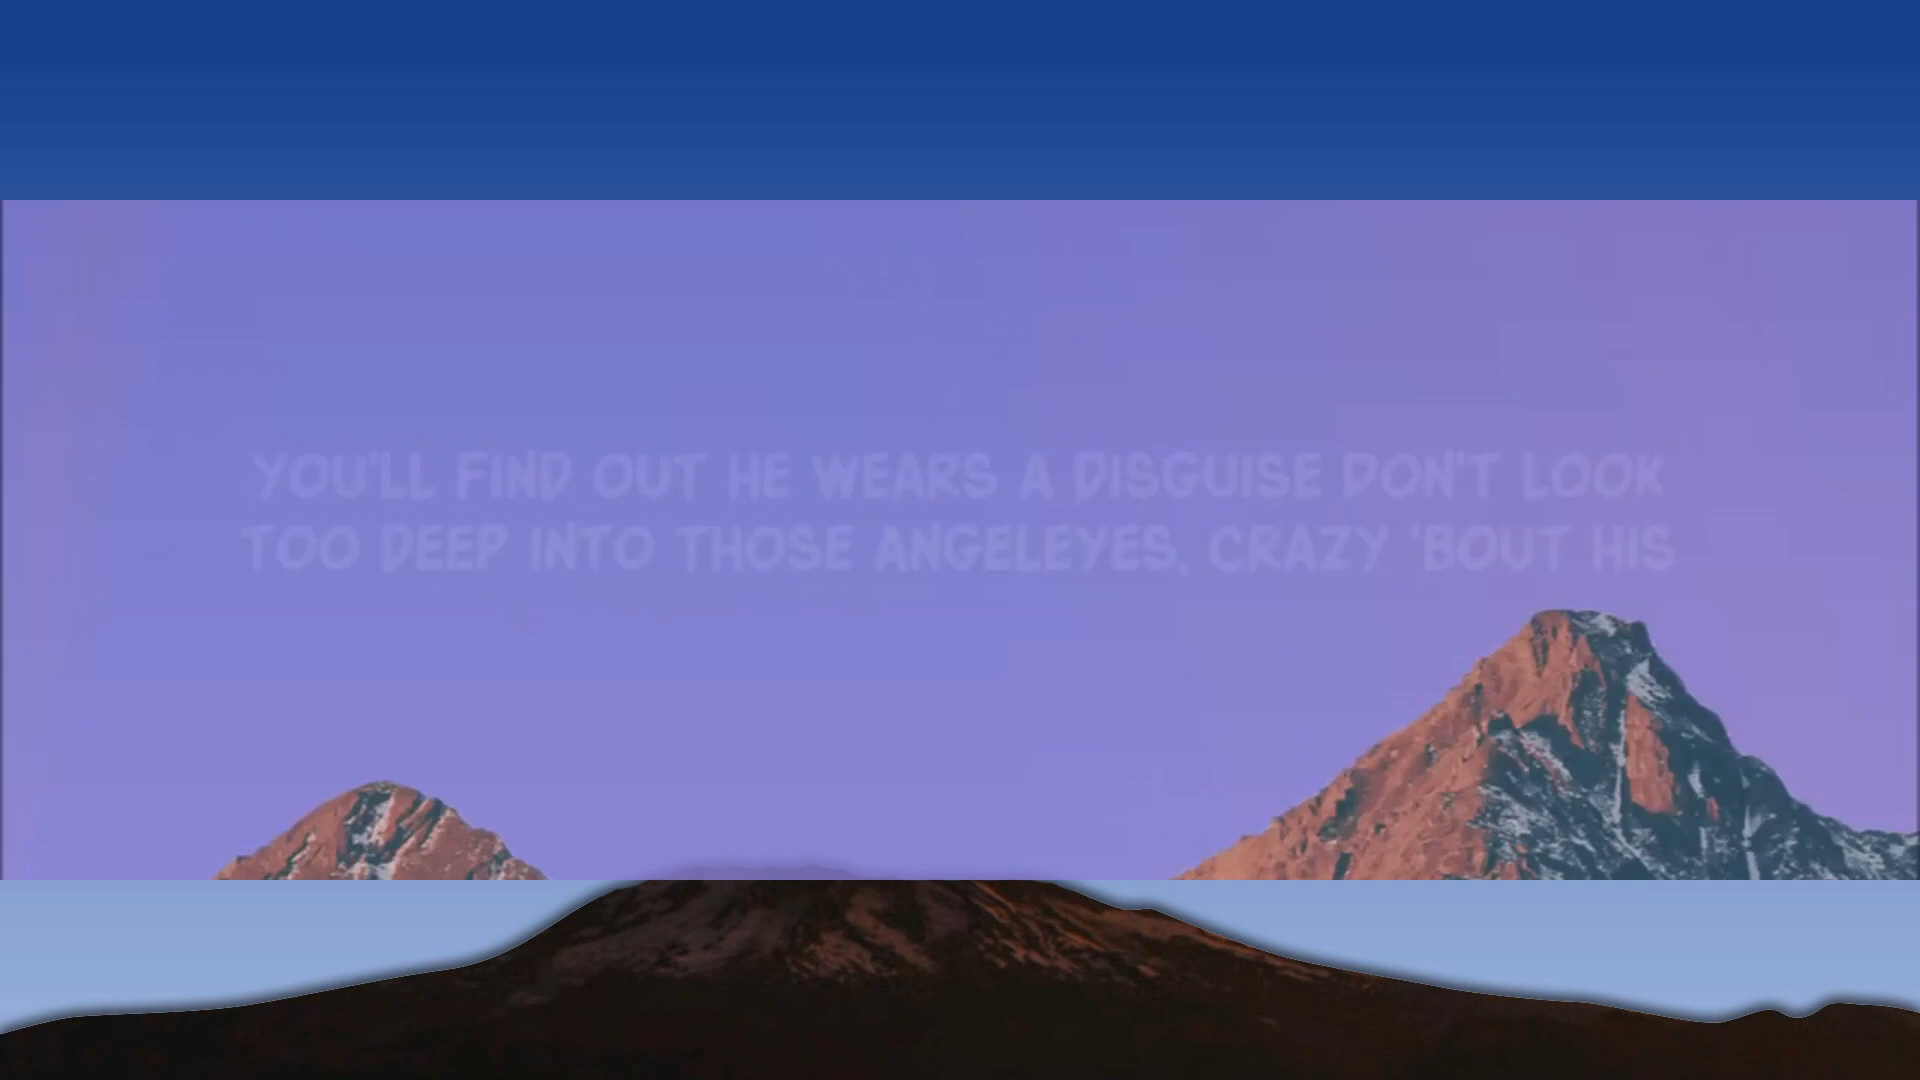 YOU'LL FIND OUT HE WEARS A DISGUISE DON'T LOOK
TOO DEEP INTO THOSE ANGELEYES, CRAZY 'BOUT HIS